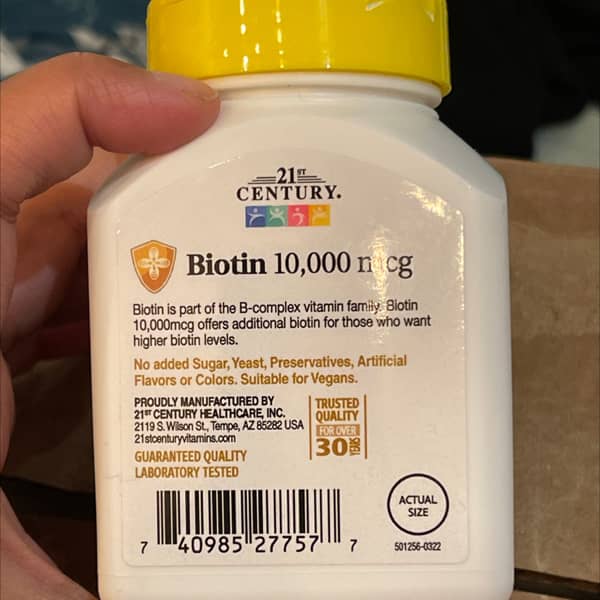 21ST
CENTURY.
Biotin 10,000 mcg
Biotin is part of the B-complex vitamin family. Biotin
10,000mcg offers additional biotin for those who want
higher biotin levels.
No added Sugar, Yeast, Preservatives, Artificial
Flavors or Colors. Suitable for Vegans.
PROUDLY MANUFACTURED BY
21ST CENTURY HEALTHCARE, INC.
2119 S. Wilson St., Tempe, AZ 85282 USA
21stcenturyvitamins.com
GUARANTEED QUALITY
LABORATORY TESTED
TRUSTED
QUALITY
FOR OVER
30 YEARS
ACTUAL
SIZE
7 40985 27757 7
501256-0322